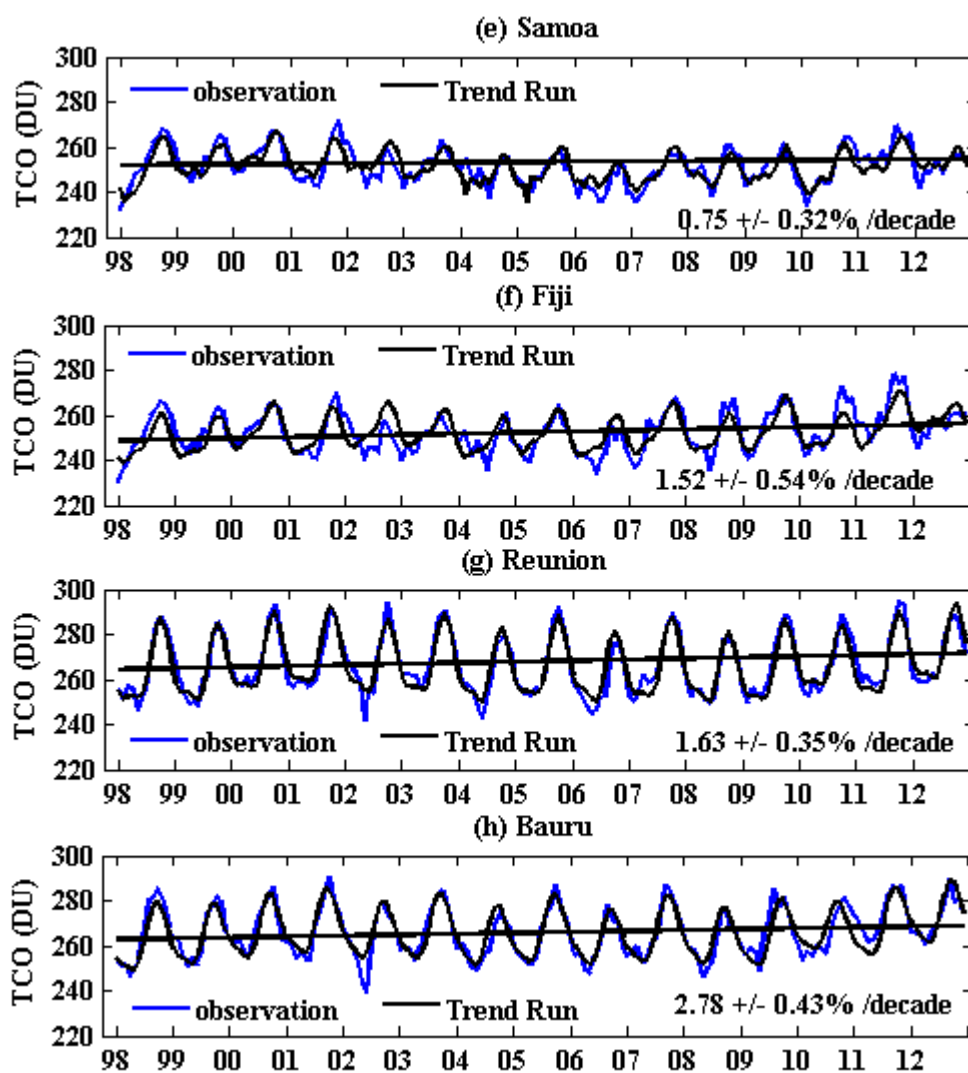 (e) Samoa
300
280
260
240
220
TCO (DU)
observation Trend Run
0.75 +/- 0.32% /decade
98 99 00 01 02 03 04 05 06 07 08 09 10 11 12
(f) Fiji
300
280
260
240
220
TCO (DU)
observation Trend Run
1.52 +/- 0.54% /decade
98 99 00 01 02 03 04 05 06 07 08 09 10 11 12
(g) Reunion
300
280
260
240
220
TCO (DU)
observation Trend Run 1.63 +/- 0.35% /decade
98 99 00 01 02 03 04 05 06 07 08 09 10 11 12
(h) Bauru
300
280
260
240
220
TCO (DU)
observation Trend Run 2.78 +/- 0.43% /decade
98 99 00 01 02 03 04 05 06 07 08 09 10 11 12